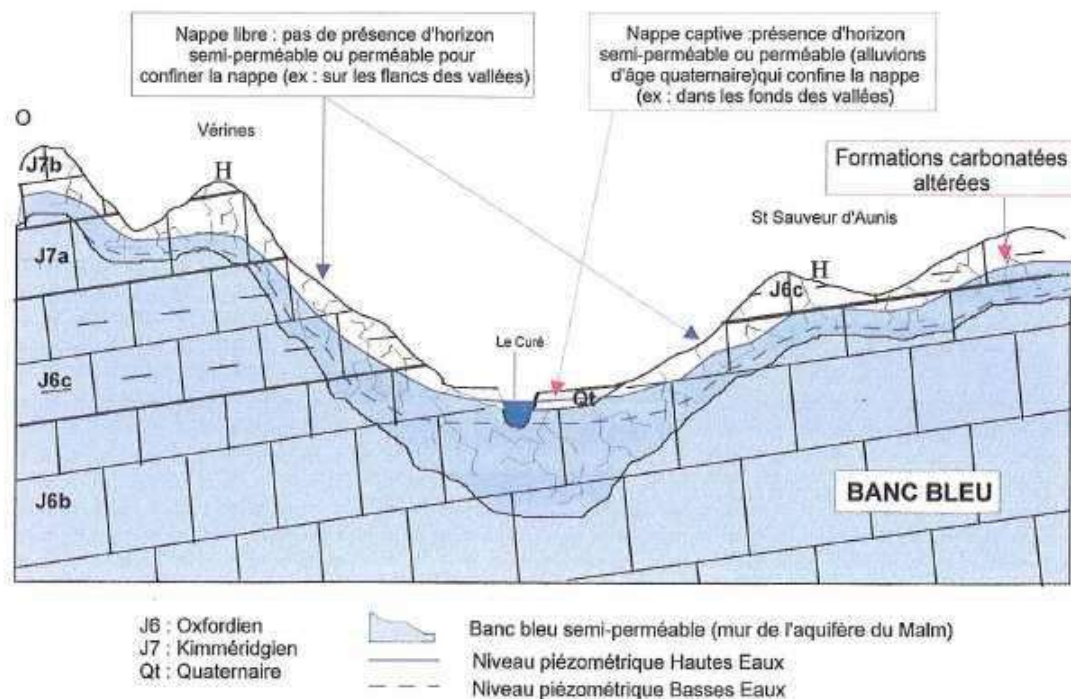 Nappe libre : pas de présence d'horizon
semi-perméable ou perméable pour
confiner la nappe (ex : sur les flancs des vallées)
Nappe captive :présence d'horizon
semi-perméable ou perméable (alluvions
d'âge quaternaire)qui confine la nappe
(ex : dans les fonds des vallées)
O
Vérines
Formations carbonatées
altérées
J7b
H
St Sauveur d'Aunis
J7a
H
J6c
Le Curé
J6c
Qt
J6b
BANC BLEU
J6 : Oxfordien
J7 : Kimméridgien
Qt : Quaternaire
Banc bleu semi-perméable (mur de l'aquifère du Malm)
Niveau piézométrique Hautes Eaux
Niveau piézométrique Basses Eaux